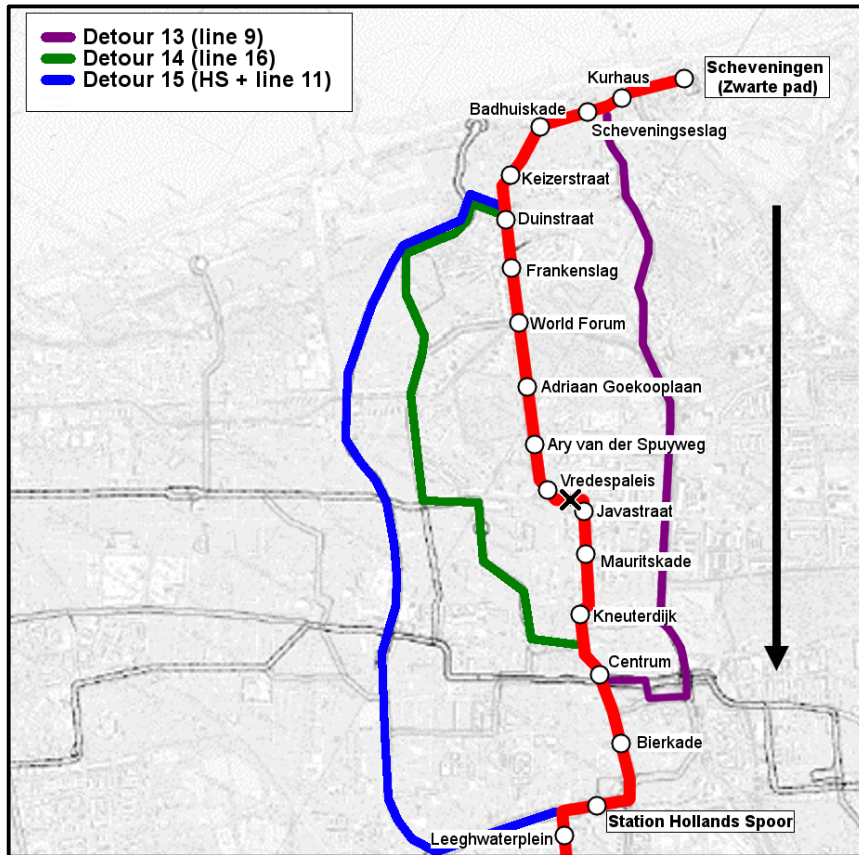 Detour 13 (line 9)
Detour 14 (line 16)
Detour 15 (HS + line 11)
Kurhaus
Scheveningen
(Zwarte pad)
Badhuiskade
Scheveningseslag
Keizerstraat
Duinstraat
Frankenslag
World Forum
Adriaan Goekooplaan
Ary van der Spuyweg
Vredespaleis
Javastraat
Mauritskade
Kneuterdijk
Centrum
Bierkade
Station Hollands Spoor
Leeghwaterplein